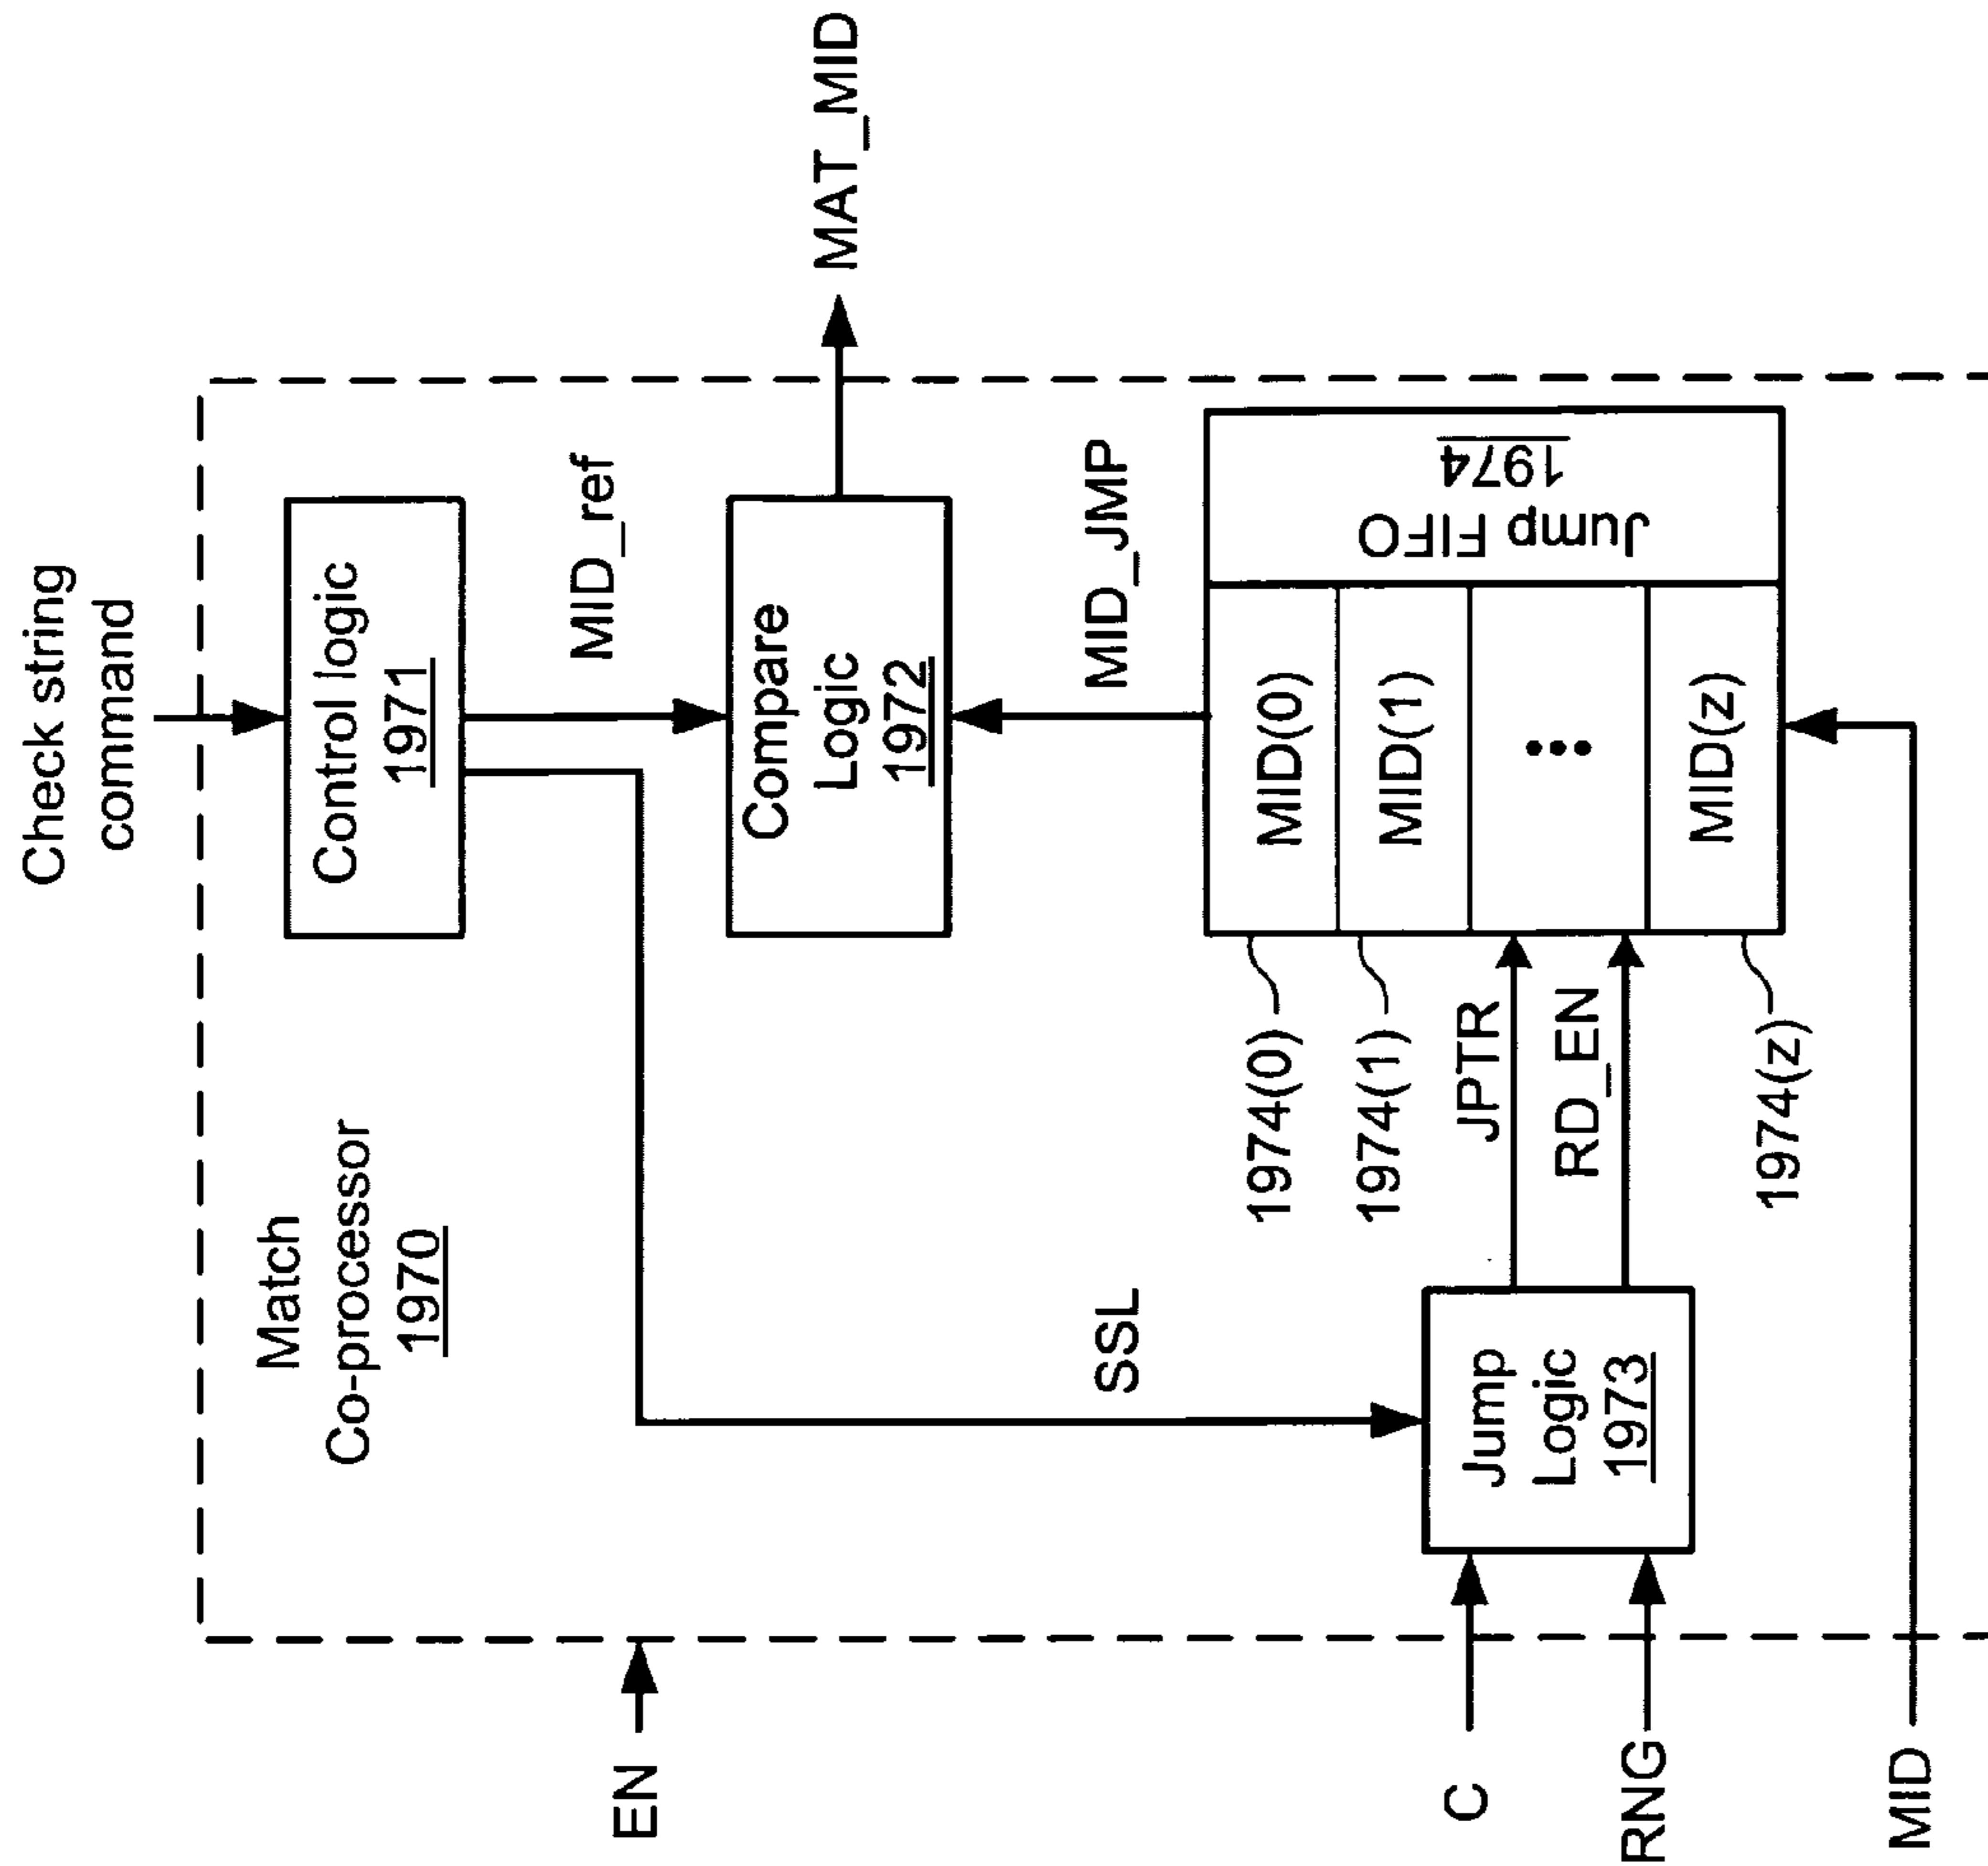 Check string
command
Match
Co-processor
1970
Control logic
1971
MID_ref
Compare
Logic
1972
MAT_MID
EN
SSL
MID_JMP
Jump
Logic
1973
C
RNG
JPTR
RD_EN
1974(0)
1974(1)
1974(z)
MID(0)
MID(1)
•••
MID(z)
Jump FIFO
1974
MID